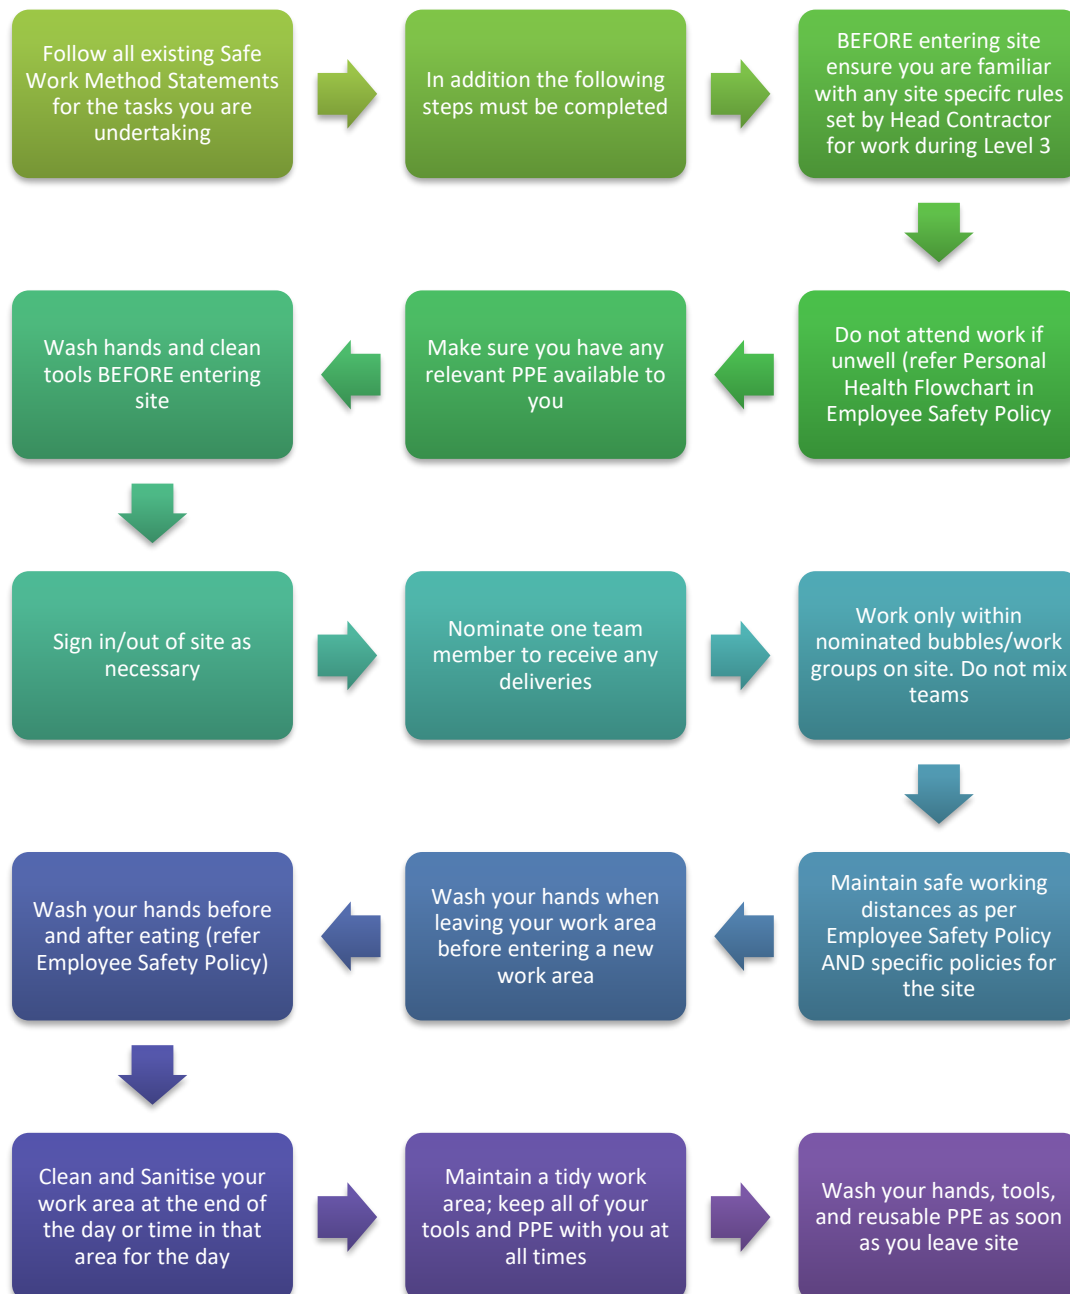 Follow all existing Safe
Work Method Statements
for the tasks you are
undertaking
In addition the following
steps must be completed
BEFORE entering site
ensure you are familiar
with any site specifc rules
set by Head Contractor
for work during Level 3
Do not attend work if
unwell (refer Personal
Health Flowchart in
Employee Safety Policy
Make sure you have any
relevant PPE available to
you
Wash hands and clean
tools BEFORE entering
site
Sign in/out of site as
necessary
Nominate one team
member to receive any
deliveries
Work only within
nominated bubbles/work
groups on site. Do not mix
teams
Maintain safe working
distances as per
Employee Safety Policy
AND specific policies for
the site
Wash your hands when
leaving your work area
before entering a new
work area
Wash your hands before
and after eating (refer
Employee Safety Policy)
Clean and Sanitise your
work area at the end of
the day or time in that
area for the day
Maintain a tidy work
area; keep all of your
tools and PPE with you at
all times
Wash your hands, tools,
and reusable PPE as soon
as you leave site